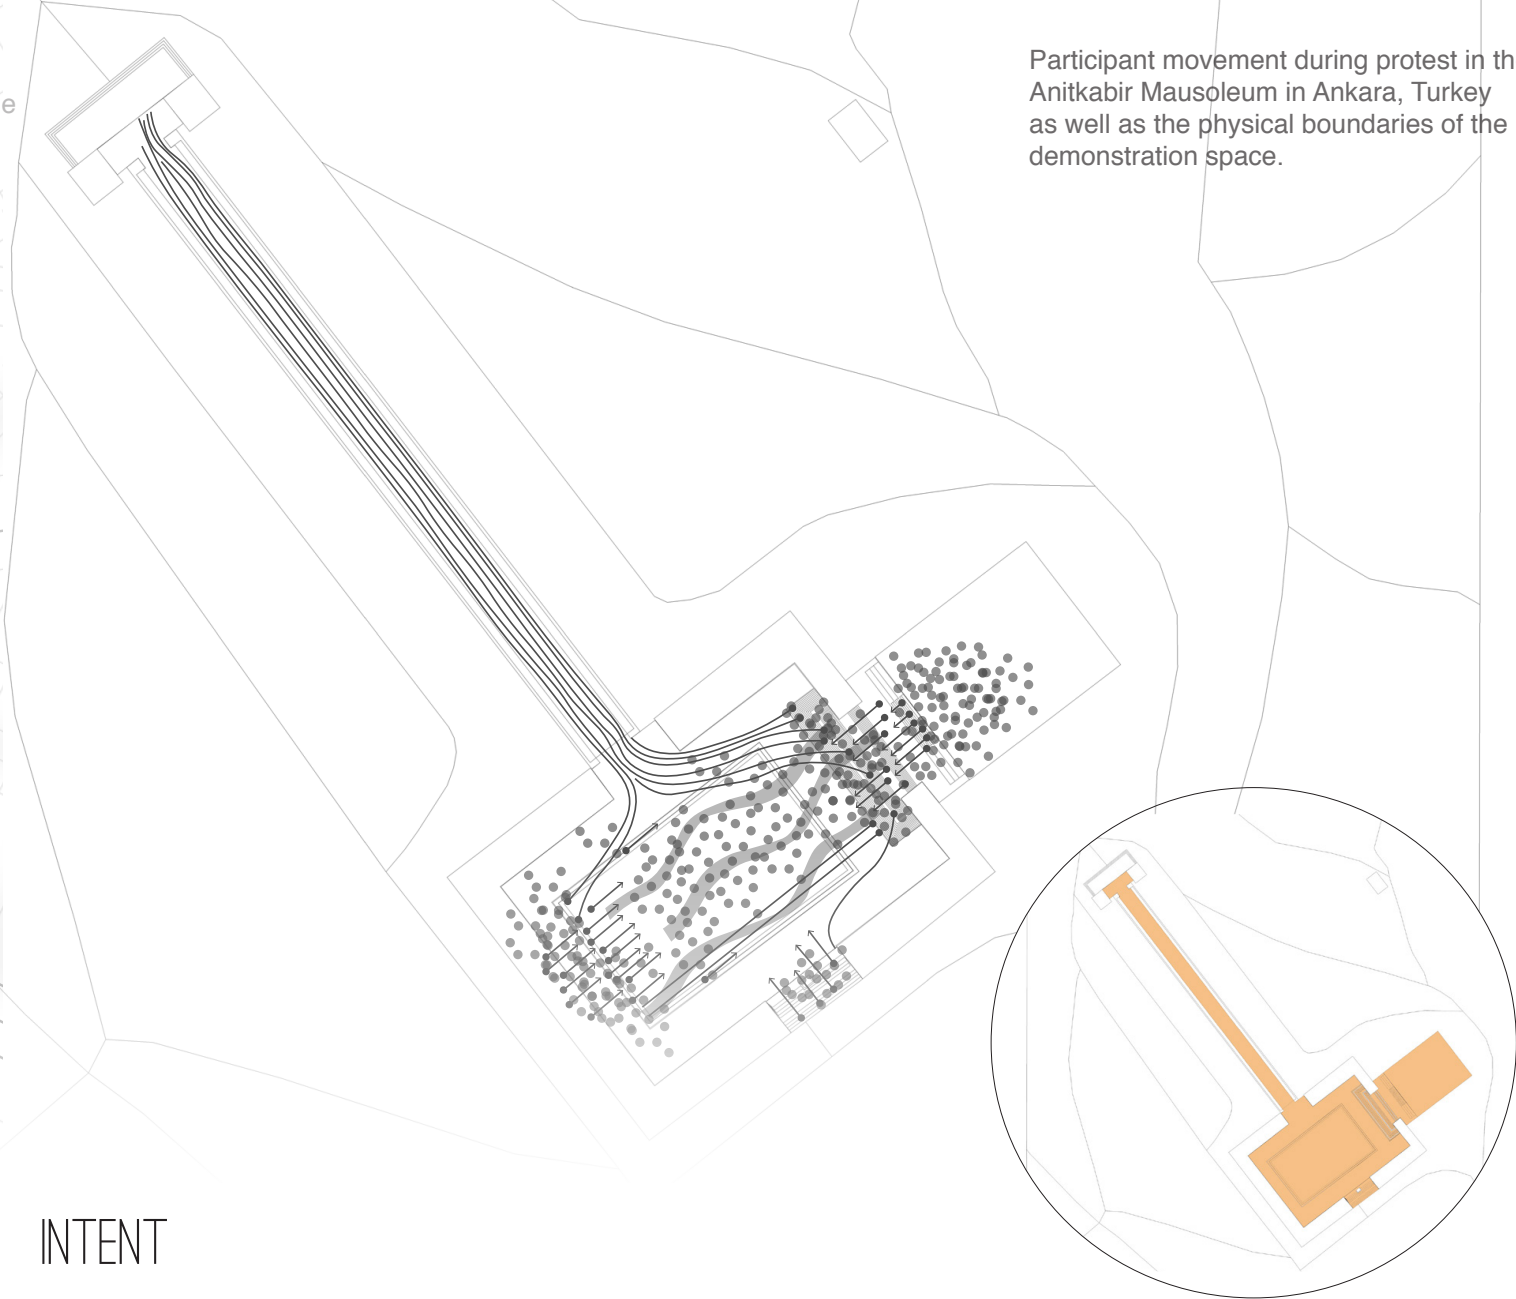 Participant movement during protest in th
Anitkabir Mausoleum in Ankara, Turkey
as well as the physical boundaries of the
demonstration space.
e
INTENT